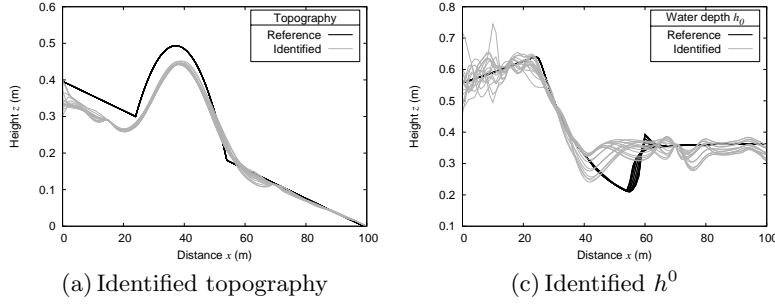 0.6
0.5
0.4
0.3
0.2
0.1
0
Height z (m)
0 20 40 60 80 100
Distance x (m)
Topography
Reference
Identified
(a) Identified topography
0.8
0.7
0.6
0.5
0.4
0.3
0.2
0.1
Height z (m)
0 20 40 60 80 100
Distance x (m)
Water depth h₀
Reference
Identified
(c) Identified h⁰